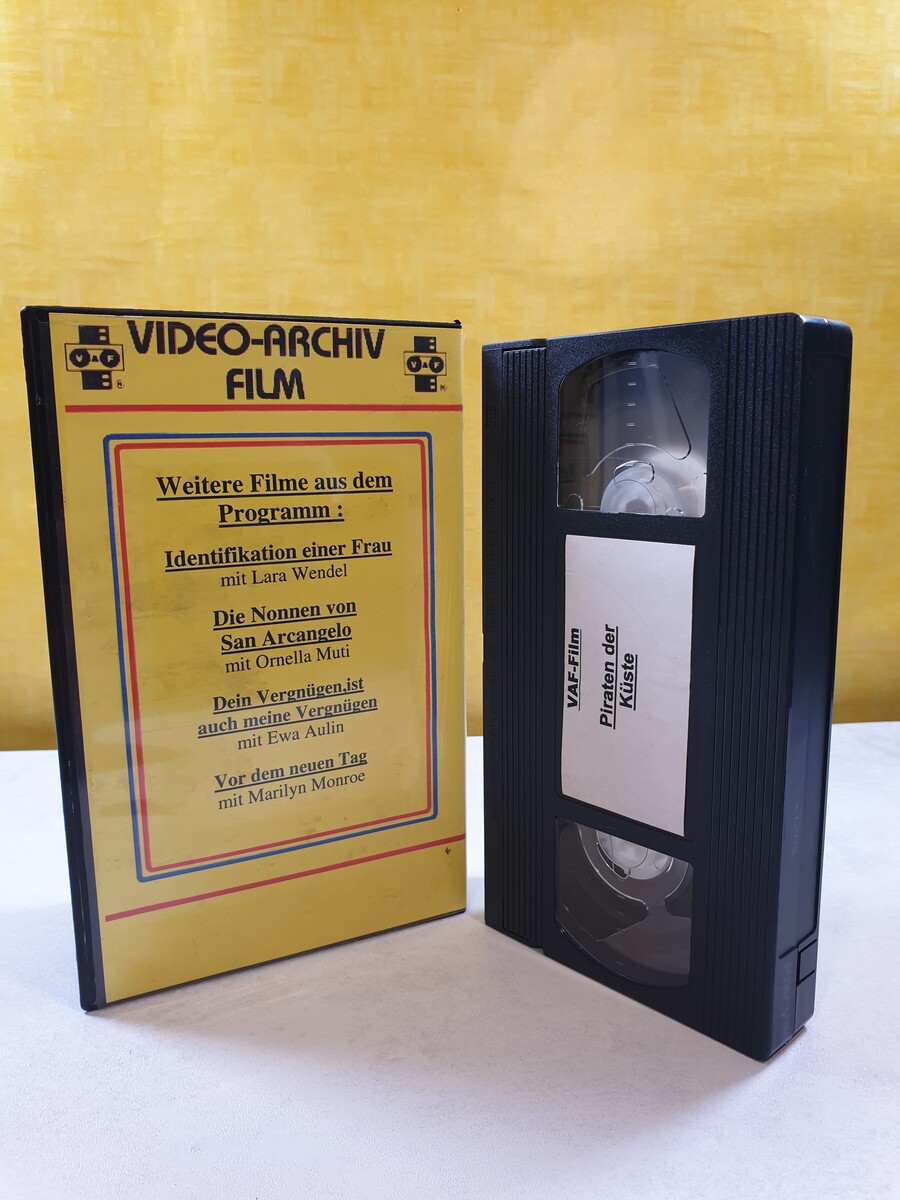 VIDEO-ARCHIV
FILM
VAF
VAF
Weitere Filme aus dem
Programm :
Identifikation einer Frau
mit Lara Wendel
Die Nonnen von
San Arcangelo
mit Ornella Muti
Dein Vergnügen,ist
auch meine Vergnügen
mit Ewa Aulin
Vor dem neuen Tag
mit Marilyn Monroe
VAF-Film
Piraten der
Küste